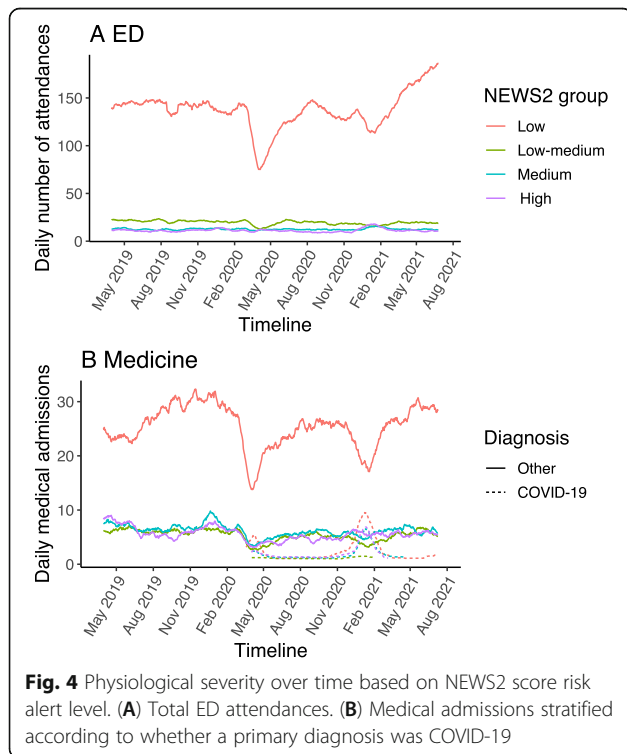 A ED
Daily number of attendances
150
100
50
0
May 2019
Aug 2019
Nov 2019
Feb 2020
May 2020
Aug 2020
Nov 2020
Feb 2021
May 2021
Aug 2021
Timeline
NEWS2 group
Low
Low-medium
Medium
High
B Medicine
Daily medical admissions
30
20
10
0
May 2019
Aug 2019
Nov 2019
Feb 2020
May 2020
Aug 2020
Nov 2020
Feb 2021
May 2021
Aug 2021
Timeline
Diagnosis
Other
COVID-19
Fig. 4 Physiological severity over time based on NEWS2 score risk
alert level. (A) Total ED attendances. (B) Medical admissions stratified
according to whether a primary diagnosis was COVID-19